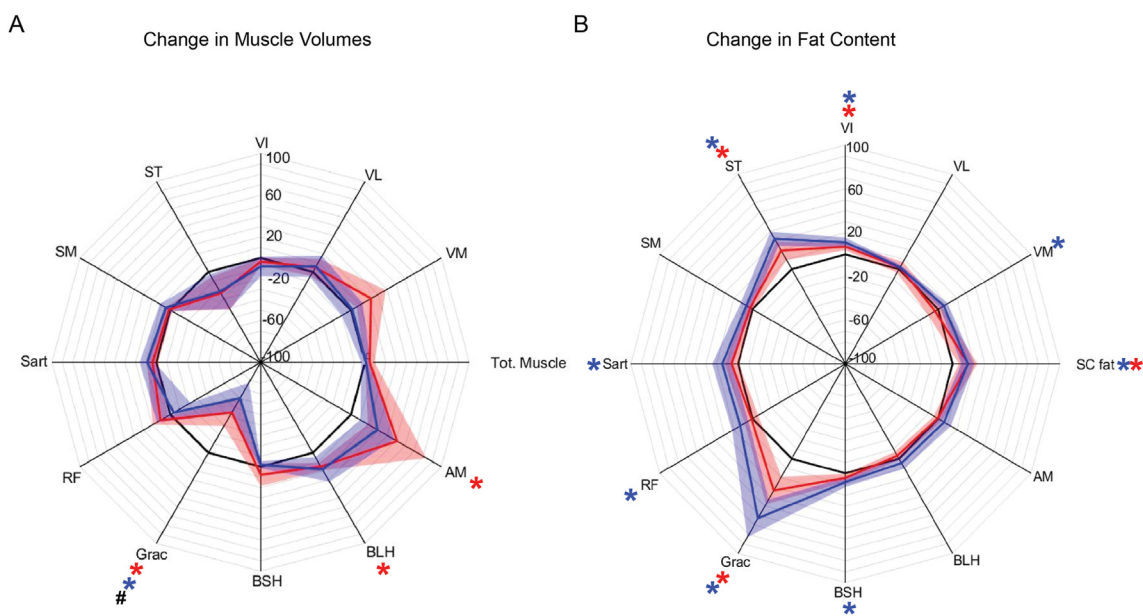 A
Change in Muscle Volumes
VI
100
60
20
-20
-60
-100
VL
VM
Tot. Muscle
AM
*
BLH
*
BSH
Grac
*
*
#
RF
Sart
SM
ST
B
Change in Fat Content
*
*
VI
100
60
20
-20
-60
-100
VL
VM *
SC fat **
AM
BLH
BSH
*
Grac
**
RF
*
* Sart
SM
**
ST